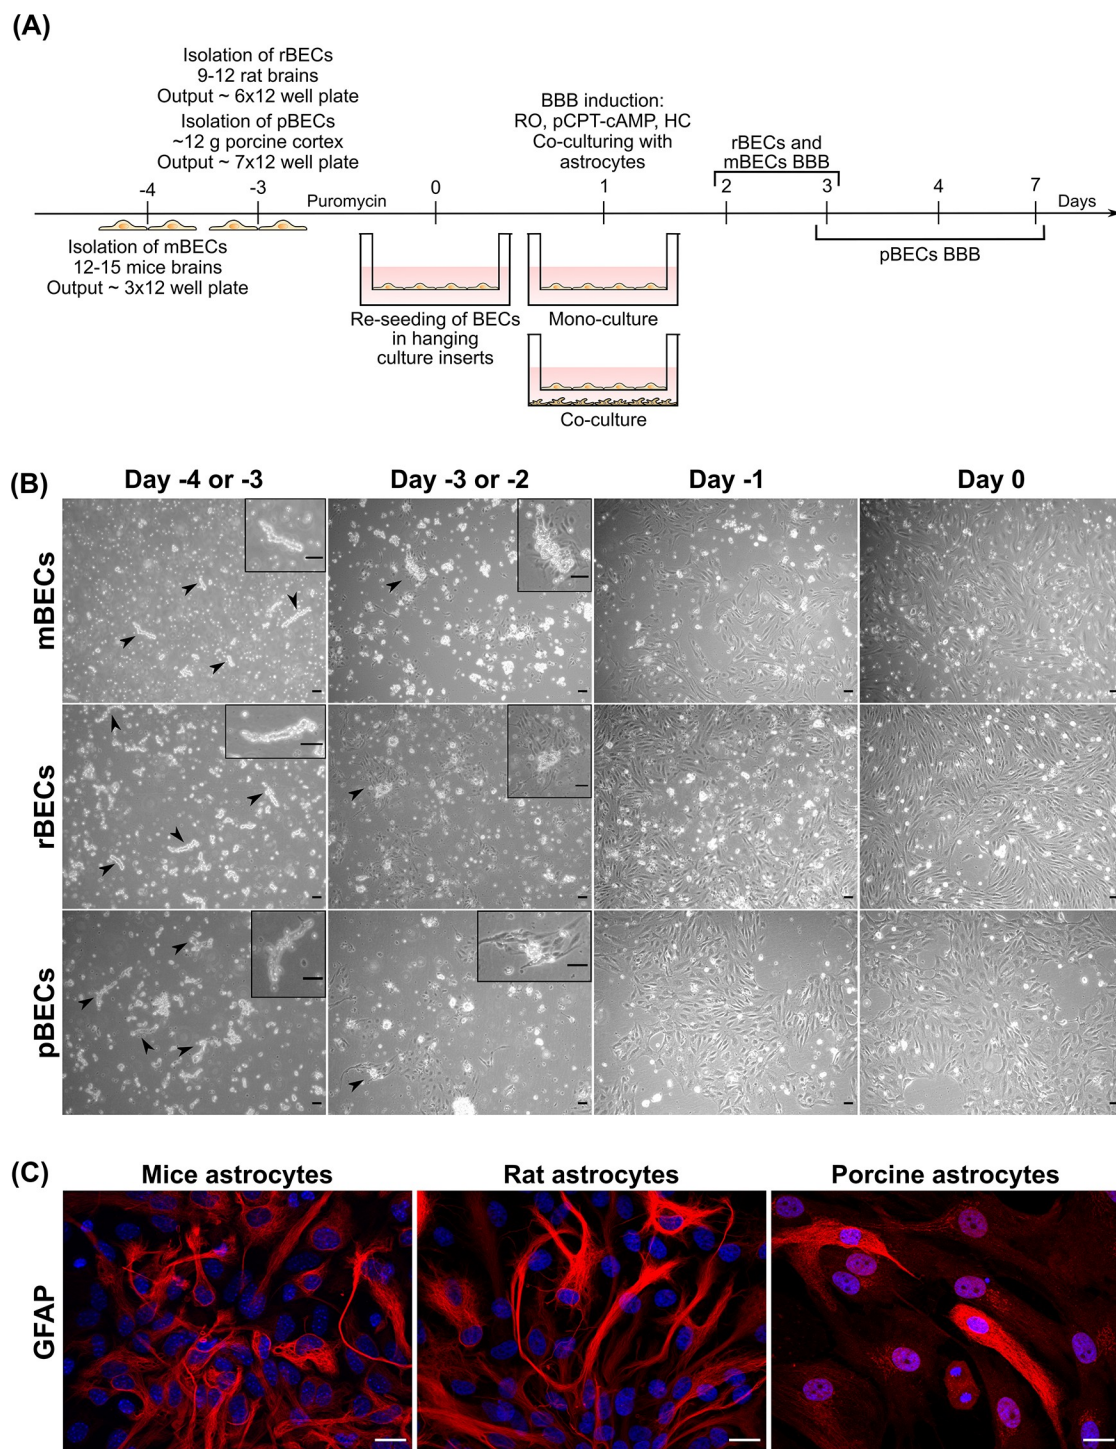 (A)
Isolation of rBECs
9-12 rat brains
Output ~ 6x12 well plate
Isolation of pBECs
~12 g porcine cortex
Output ~ 7x12 well plate
BBB induction:
RO, pCPT-cAMP, HC
Co-culturing with
astrocytes
rBECs and
mBECs BBB
-4 -3 Puromycin 0 1 2 3 4 7 Days
Isolation of mBECs
12-15 mice brains
Output ~ 3x12 well plate
pBECs BBB
Re-seeding of BECs
in hanging
culture inserts
Mono-culture
Co-culture
(B)
Day -4 or -3 Day -3 or -2 Day -1 Day 0
mBECs
rBECs
pBECs
(C)
Mice astrocytes Rat astrocytes Porcine astrocytes
GFAP